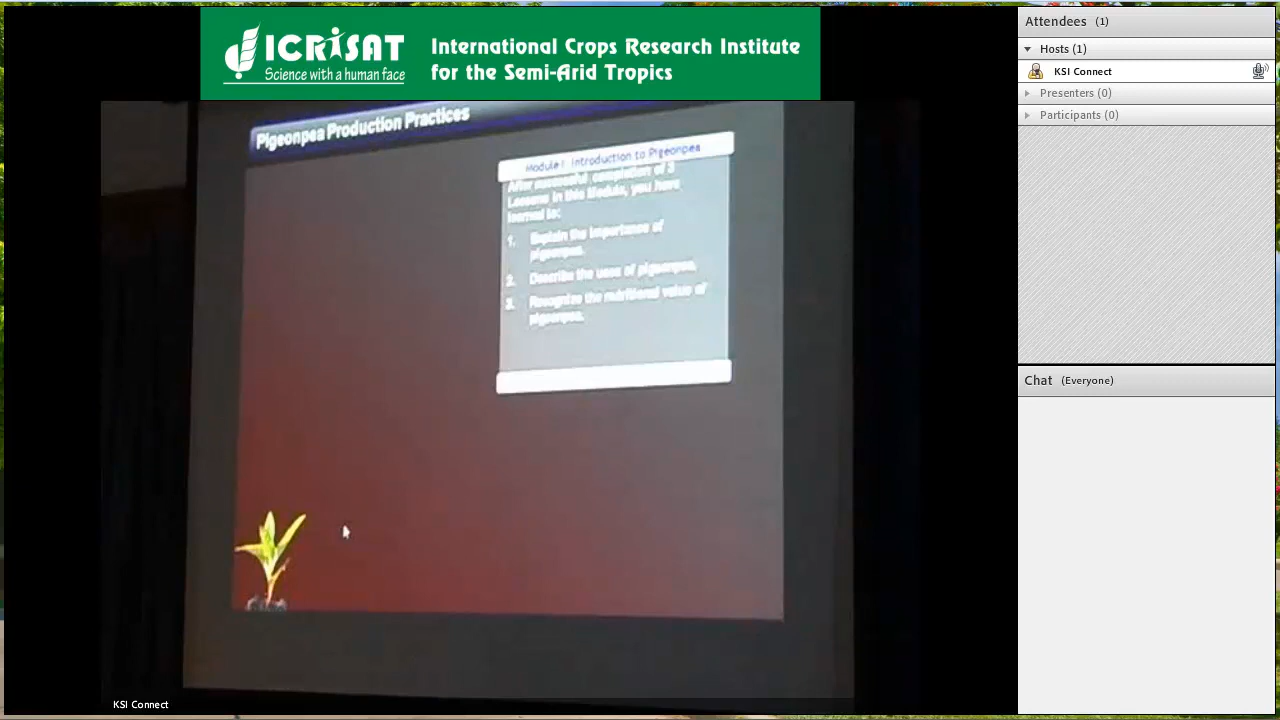 ICRISAT
Science with a human face
International Crops Research Institute
for the Semi-Arid Tropics
Pigeonpea Production Practices
Module I Introduction to Pigeonpea
After successful completion of 3
Lessons in this Module, you have
learned to:
1. Explain the importance of
pigeonpea.
2. Describe the uses of pigeonpea.
3. Recognize the nutritional value of
pigeonpea.
KSI Connect
Attendees (1)
Hosts (1)
KSI Connect
Presenters (0)
Participants (0)
Chat (Everyone)